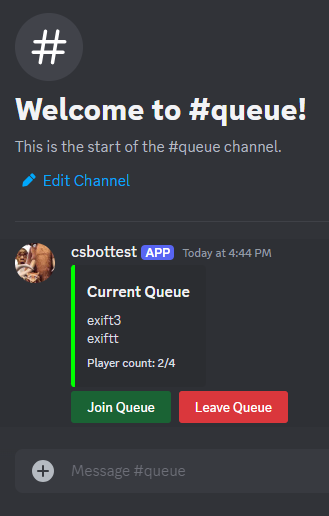 Welcome to #queue!
This is the start of the #queue channel.
Edit Channel
csbottest APP Today at 4:44 PM
Current Queue
exift3
exiftt
Player count: 2/4
Join Queue Leave Queue
Message #queue